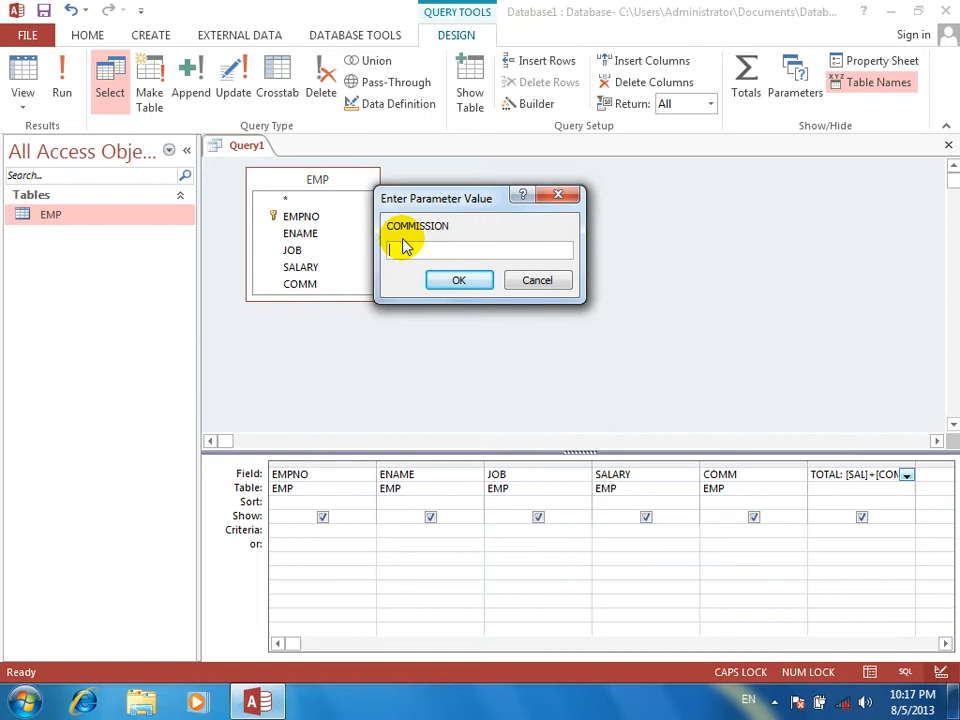 QUERY TOOLS
Database1 : Database- C:\Users\Administrator\Documents\Datab...
?
FILE HOME CREATE EXTERNAL DATA DATABASE TOOLS DESIGN Sign in
View Run Select Make Table Append Update Crosstab Delete
Union
Pass-Through
Data Definition
Show Table
Insert Rows
Delete Rows
Builder
Insert Columns
Delete Columns
Return: All
Totals Parameters
Property Sheet
XYZ Table Names
Results Query Type Query Setup Show/Hide
All Access Obje... «
Search...
Tables
EMP
Query1
EMP
*
EMPNO
ENAME
JOB
SALARY
COMM
Enter Parameter Value ?
COMMISSION
OK Cancel
Field: EMPNO ENAME JOB SALARY COMM TOTAL: [SAL]+[COM
Table: EMP EMP EMP EMP EMP
Sort:
Show:
Criteria:
or:
Ready CAPS LOCK NUM LOCK SQL
EN 10:17 PM
8/5/2013